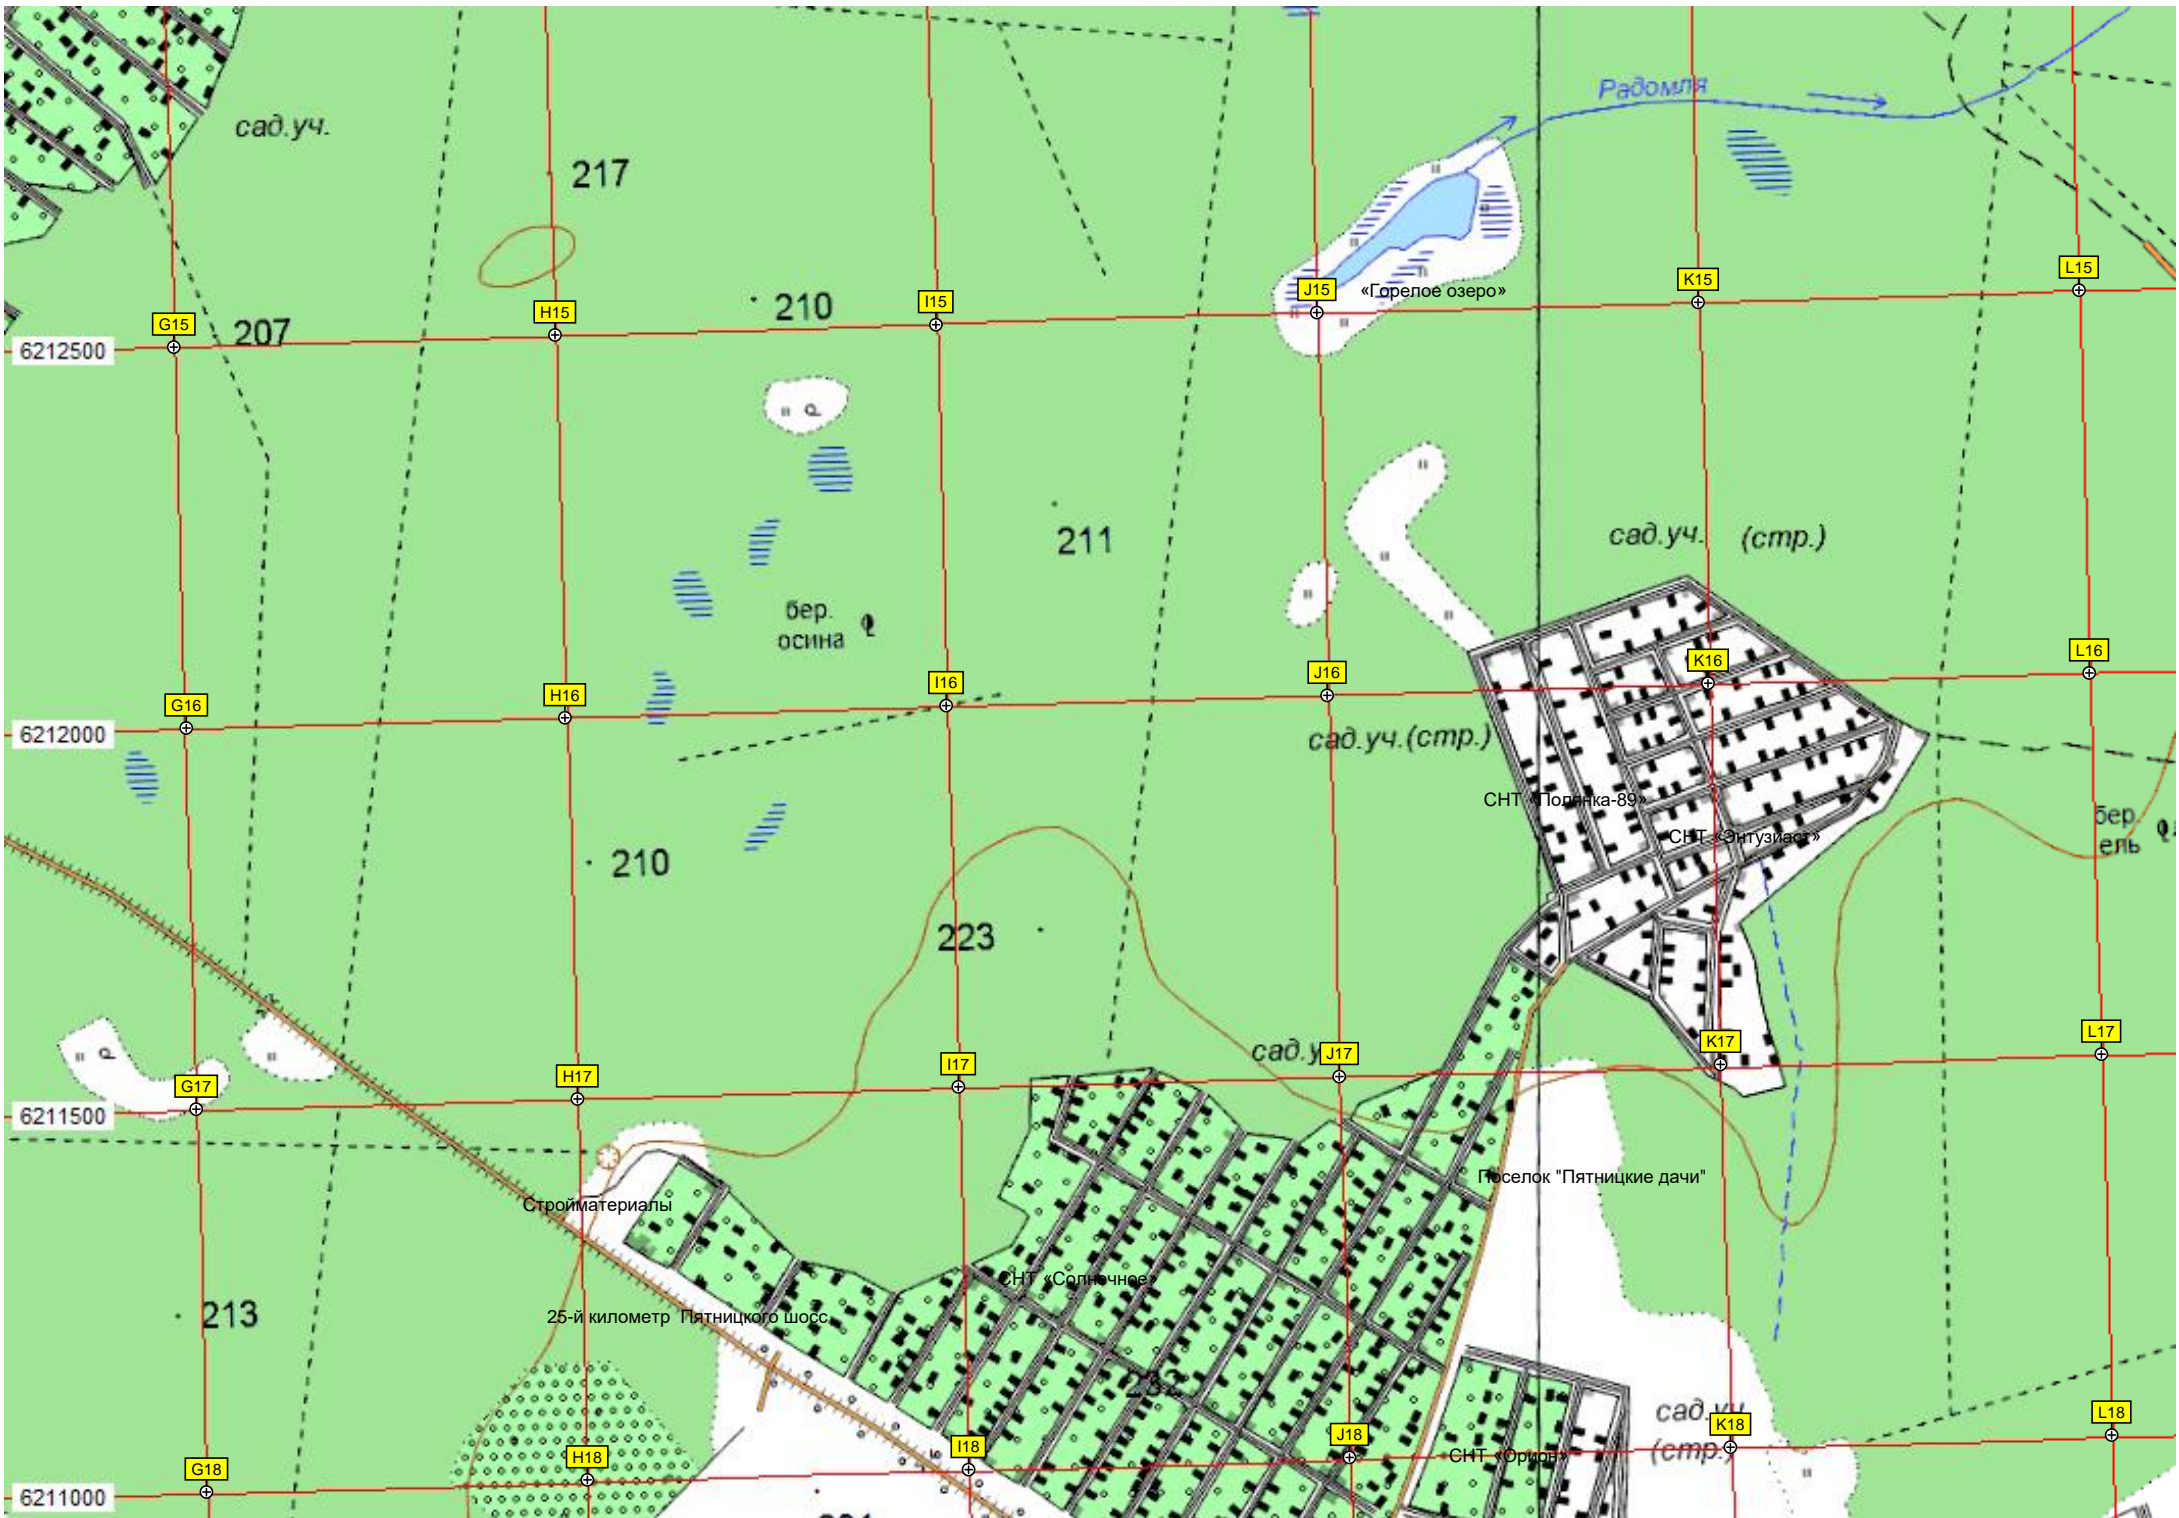 Радомля
сад.уч.
217
K15
L15
J15
«Горелое озеро»
I15
210
H15
G15
207
6212500
211
сад.уч. (стр.)
бер.
осина
L16
K16
J16
I16
H16
G16
6212000
сад.уч.(стр.)
СНТ «Полянка-89»
СНТ «Энтузиаст»
бер.
ель
210
223
L17
K17
сад.у
J17
I17
H17
G17
6211500
Поселок "Пятницкие дачи"
Стройматериалы
СНТ «Солнечное»
213
25-й километр Пятницкого шосс
232
сад.уч.
(стр.)
L18
K18
J18
СНТ «Орион»
I18
H18
G18
6211000